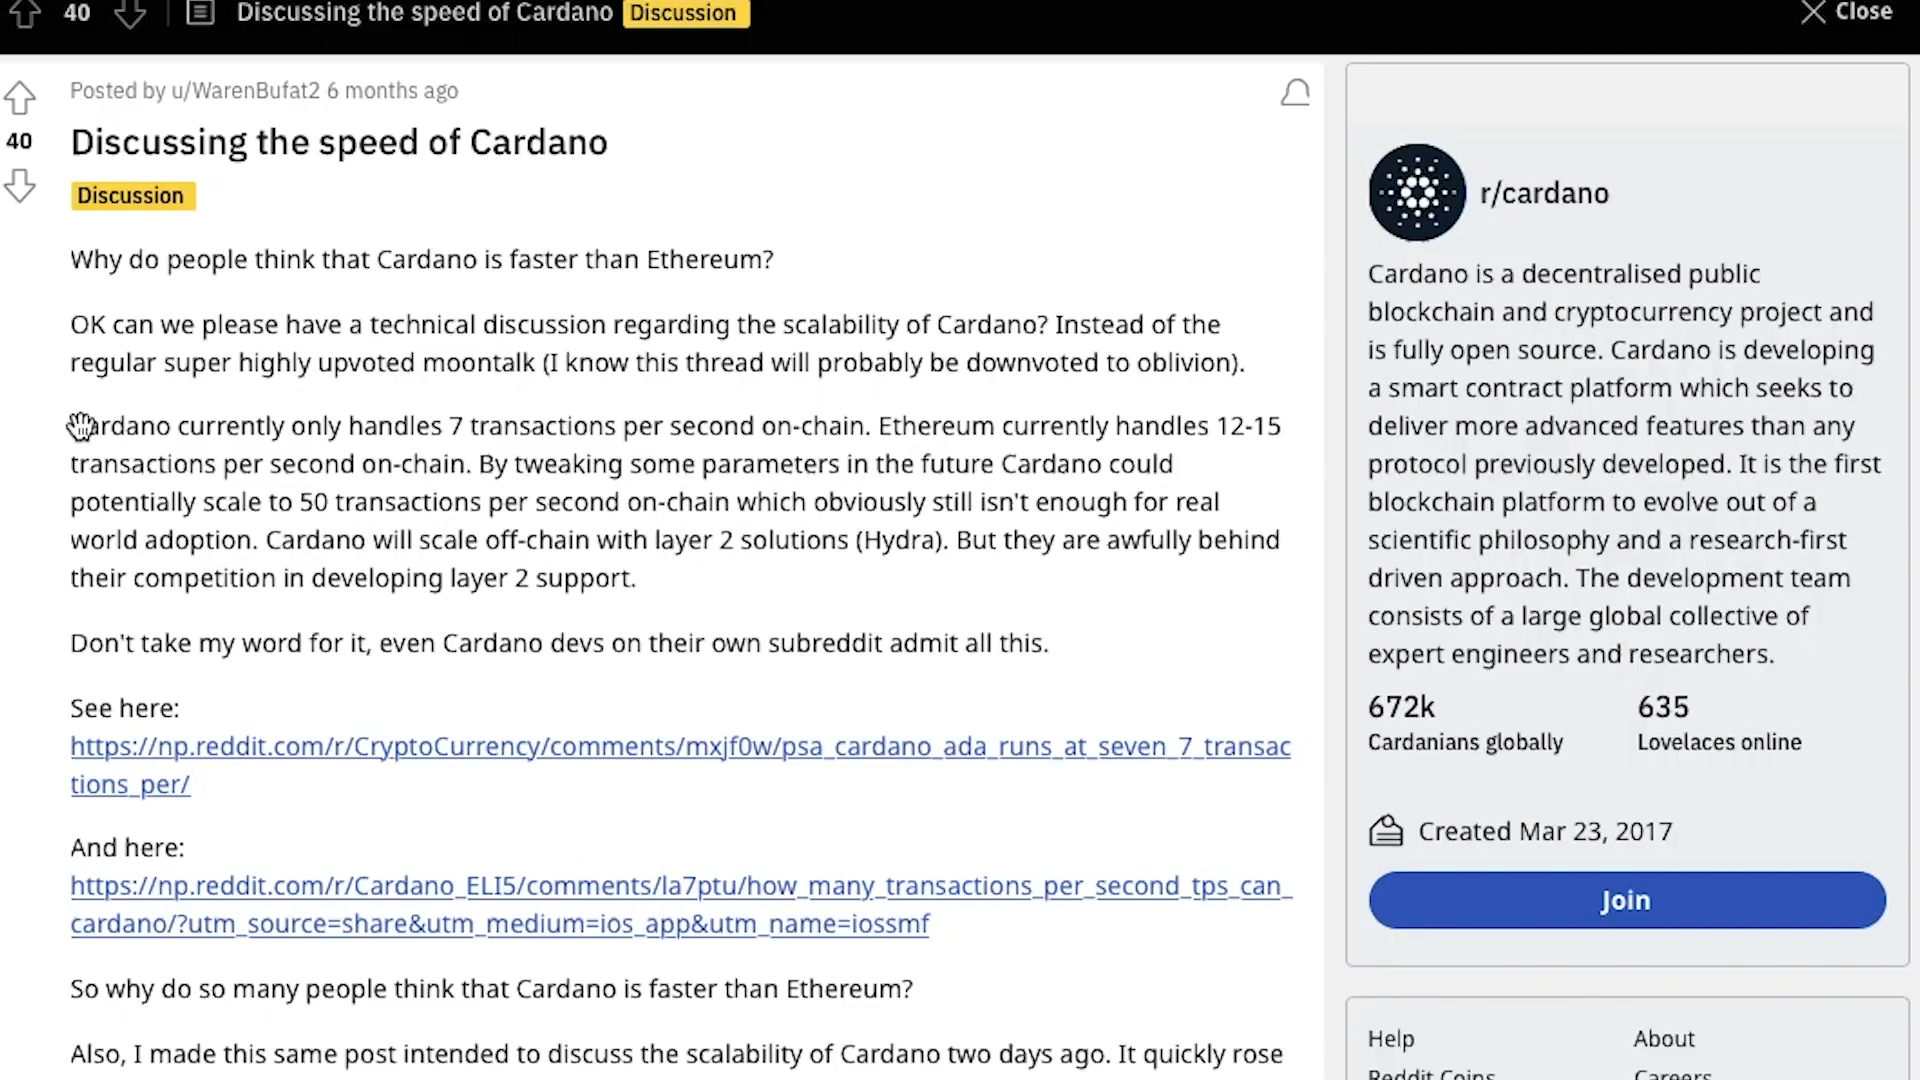 40 Discussing the speed of Cardano Discussion Close
Posted by u/WarenBufat2 6 months ago
40
Discussing the speed of Cardano
Discussion
Why do people think that Cardano is faster than Ethereum?
OK can we please have a technical discussion regarding the scalability of Cardano? Instead of the
regular super highly upvoted moontalk (I know this thread will probably be downvoted to oblivion).
ardano currently only handles 7 transactions per second on-chain. Ethereum currently handles 12-15
transactions per second on-chain. By tweaking some parameters in the future Cardano could
potentially scale to 50 transactions per second on-chain which obviously still isn't enough for real
world adoption. Cardano will scale off-chain with layer 2 solutions (Hydra). But they are awfully behind
their competition in developing layer 2 support.
Don't take my word for it, even Cardano devs on their own subreddit admit all this.
See here:
https://np.reddit.com/r/CryptoCurrency/comments/mxjf0w/psa_cardano_ada_runs_at_seven_7_transac
tions_per/
And here:
https://np.reddit.com/r/Cardano_ELI5/comments/la7ptu/how_many_transactions_per_second_tps_can_
cardano/?utm_source=share&utm_medium=ios_app&utm_name=iossmf
So why do so many people think that Cardano is faster than Ethereum?
Also, I made this same post intended to discuss the scalability of Cardano two days ago. It quickly rose
r/cardano
Cardano is a decentralised public
blockchain and cryptocurrency project and
is fully open source. Cardano is developing
a smart contract platform which seeks to
deliver more advanced features than any
protocol previously developed. It is the first
blockchain platform to evolve out of a
scientific philosophy and a research-first
driven approach. The development team
consists of a large global collective of
expert engineers and researchers.
672k 635
Cardanians globally Lovelaces online
Created Mar 23, 2017
Join
Help About
Reddit Coins Careers